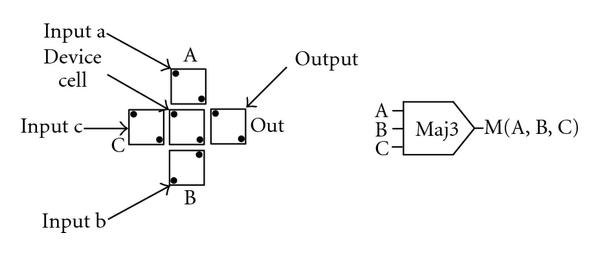 Input a
Device
cell
A
Output
Input c
C
Out
B
Input b
A
B
C
Maj3
M(A, B, C)